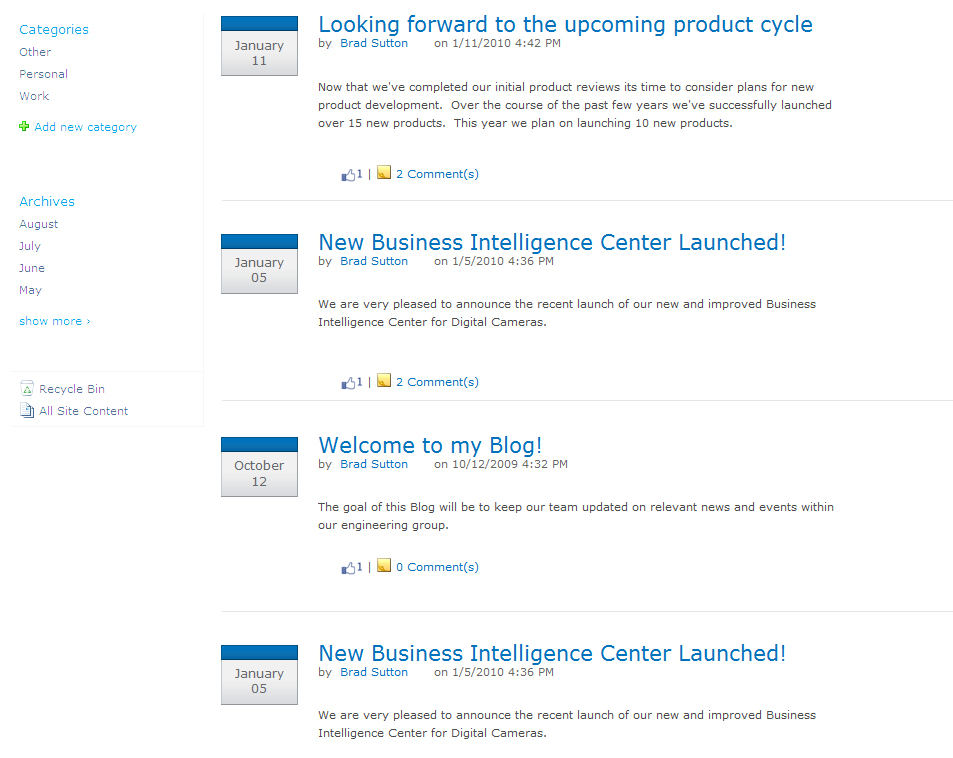 Categories
Other
Personal
Work
Add new category
Archives
August
July
June
May
show more ›
Recycle Bin
All Site Content
January
11
Looking forward to the upcoming product cycle
by Brad Sutton on 1/11/2010 4:42 PM
Now that we've completed our initial product reviews its time to consider plans for new
product development. Over the course of the past few years we've successfully launched
over 15 new products. This year we plan on launching 10 new products.
1 | 2 Comment(s)
January
05
New Business Intelligence Center Launched!
by Brad Sutton on 1/5/2010 4:36 PM
We are very pleased to announce the recent launch of our new and improved Business
Intelligence Center for Digital Cameras.
1 | 2 Comment(s)
October
12
Welcome to my Blog!
by Brad Sutton on 10/12/2009 4:32 PM
The goal of this Blog will be to keep our team updated on relevant news and events within
our engineering group.
1 | 0 Comment(s)
January
05
New Business Intelligence Center Launched!
by Brad Sutton on 1/5/2010 4:36 PM
We are very pleased to announce the recent launch of our new and improved Business
Intelligence Center for Digital Cameras.